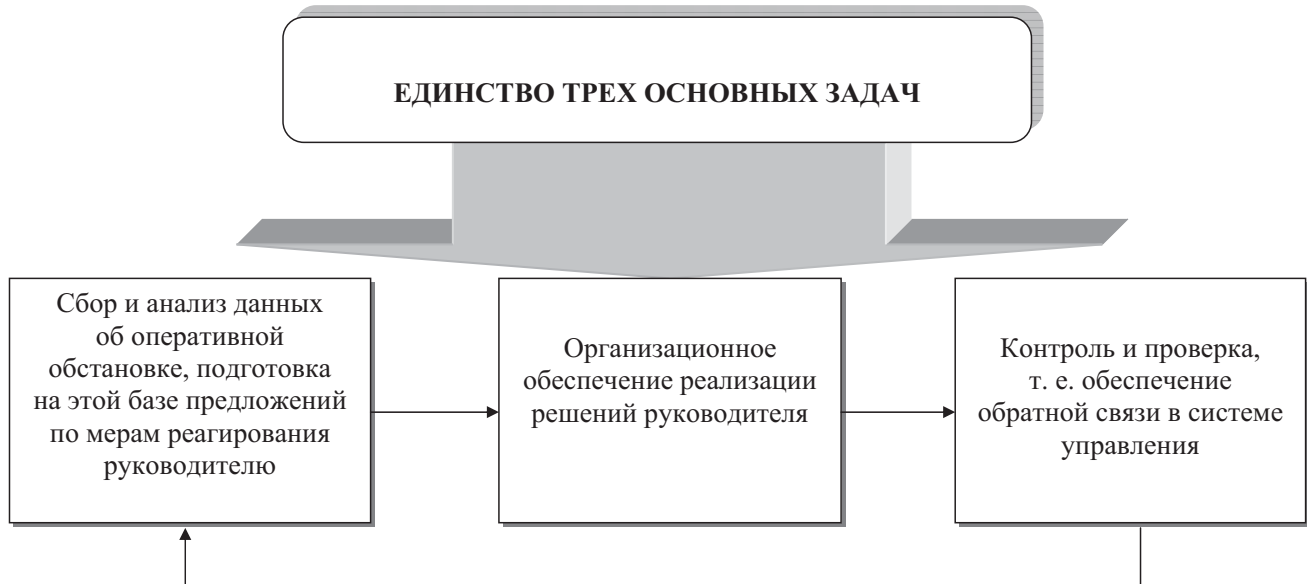 ЕДИНСТВО ТРЕХ ОСНОВНЫХ ЗАДАЧ
Сбор и анализ данных
об оперативной
обстановке, подготовка
на этой базе предложений
по мерам реагирования
руководителю
Организационное
обеспечение реализации
решений руководителя
Контроль и проверка,
т. е. обеспечение
обратной связи в системе
управления